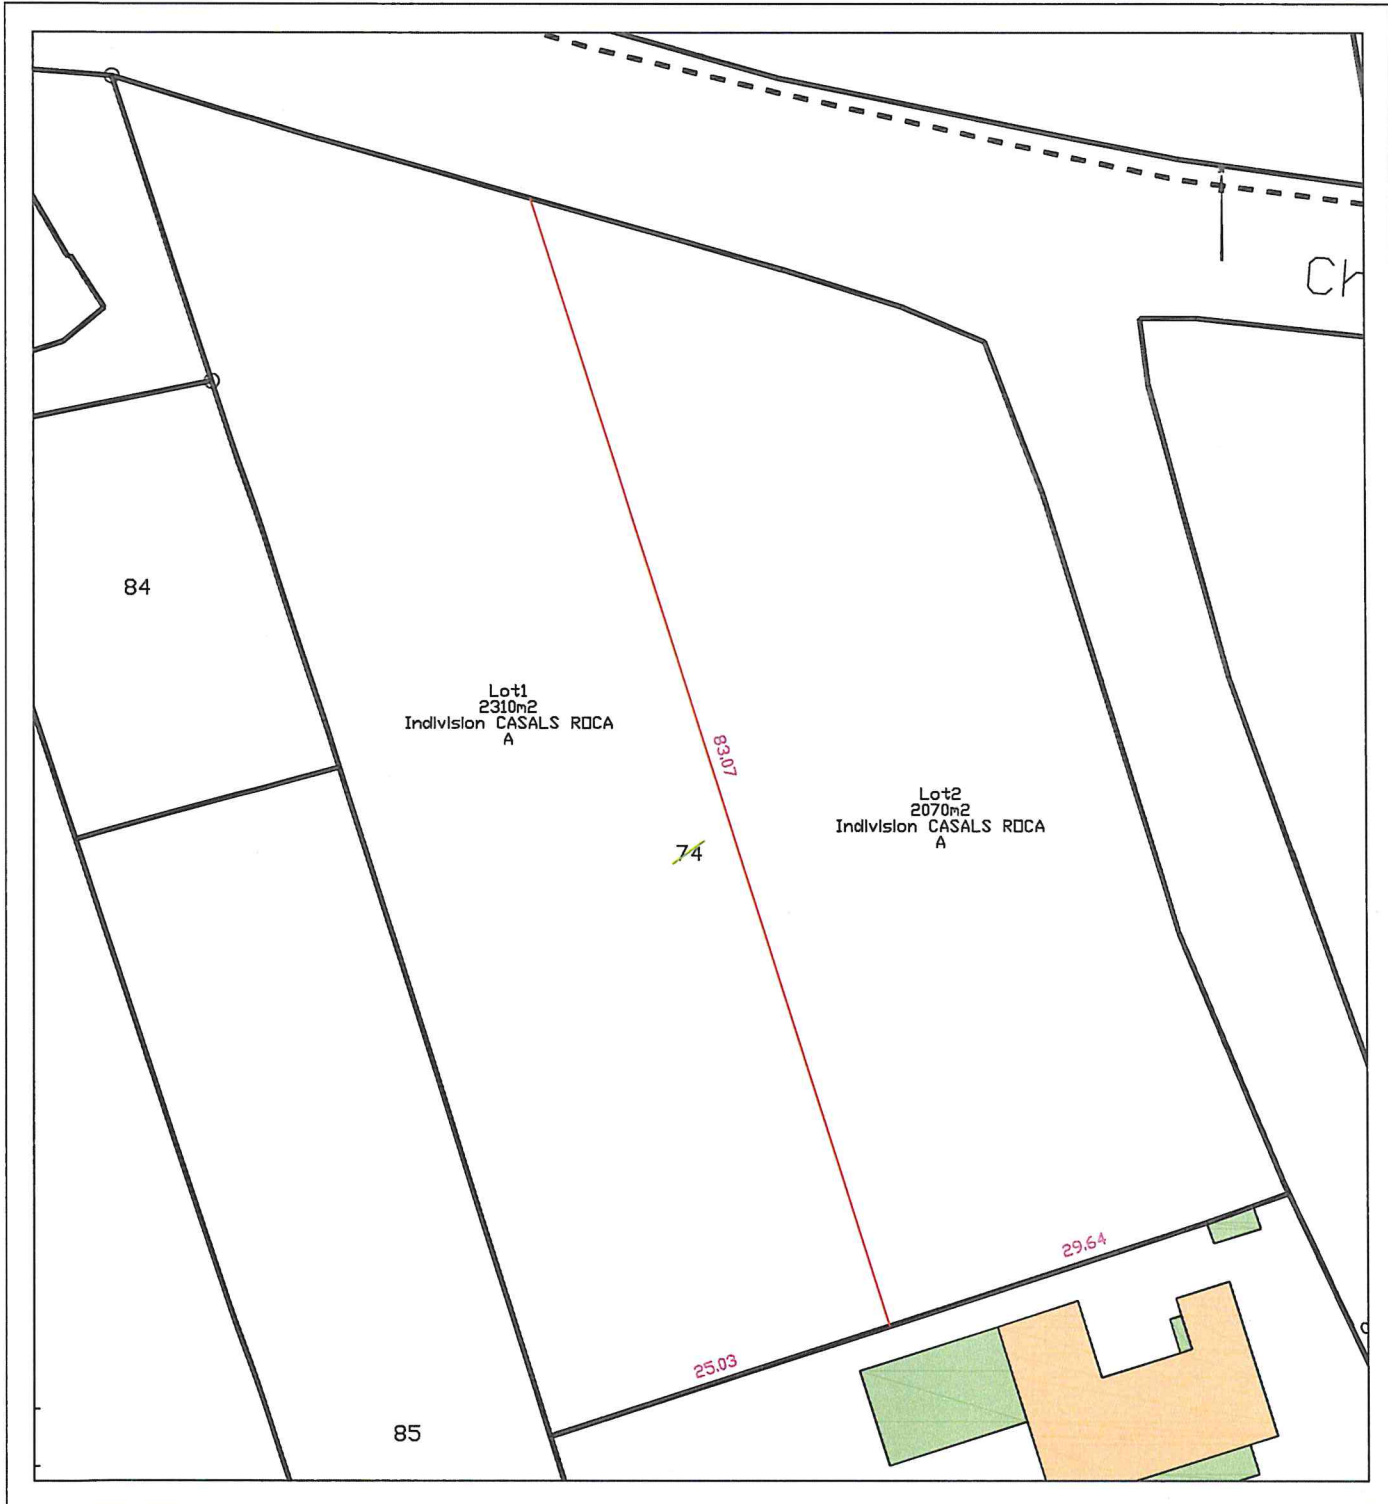 Ch
84
Lot1
2310m2
Indivision CASALS ROCA
A
83.07
Lot2
2070m2
Indivision CASALS ROCA
A
74
29.64
25.03
85